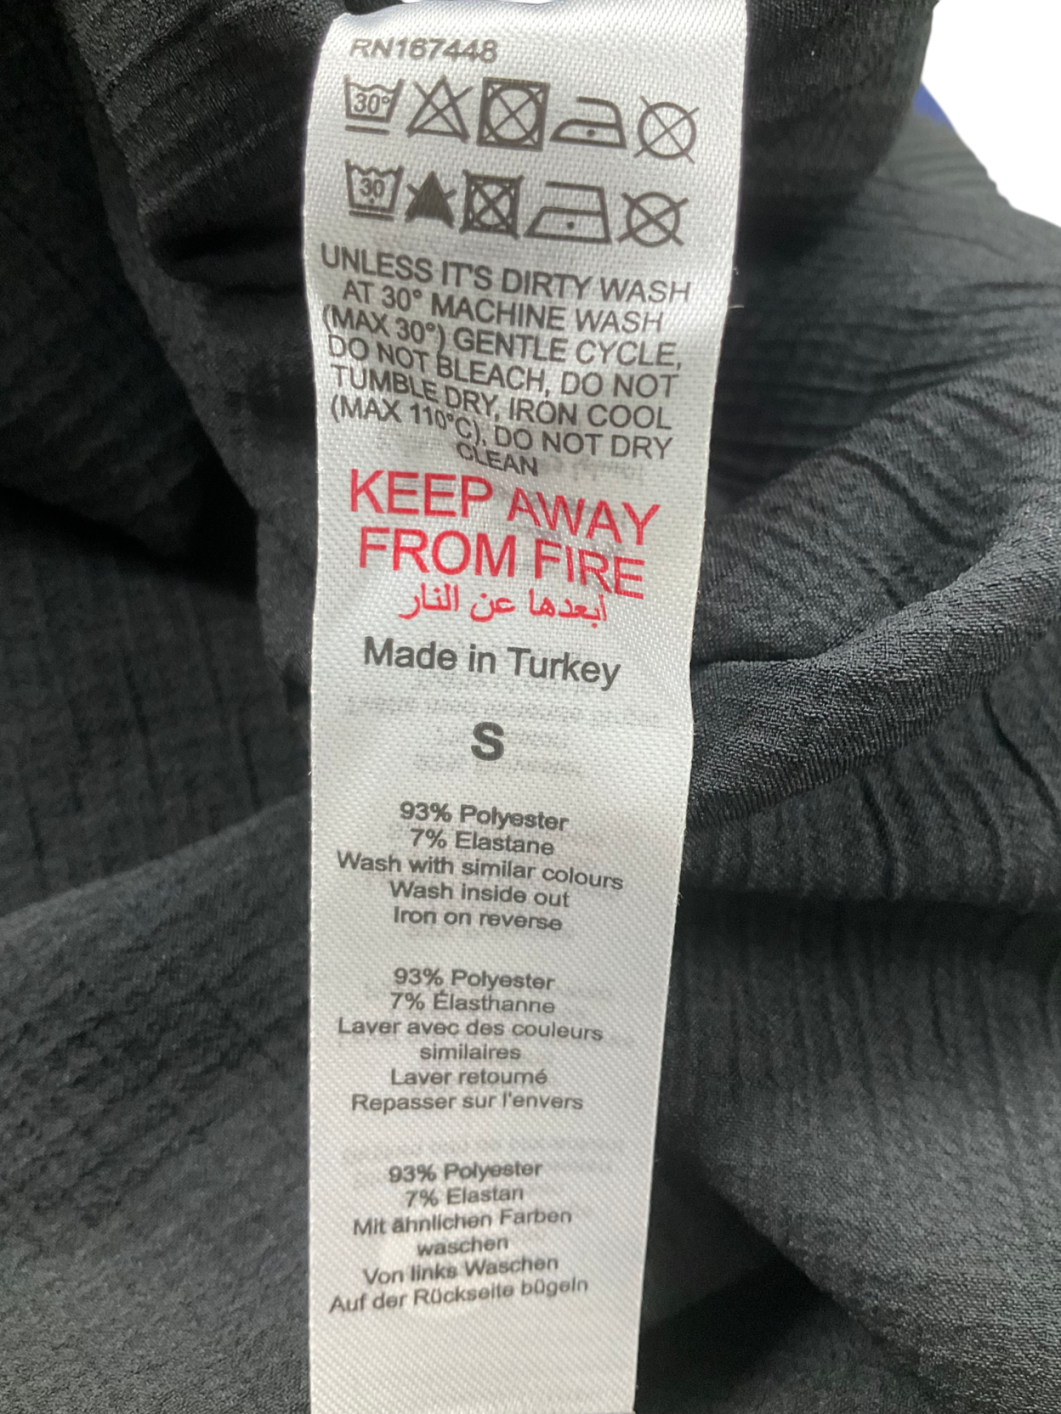 RN167448
30°
30
UNLESS IT'S DIRTY WASH
AT 30° MACHINE WASH
(MAX 30°) GENTLE CYCLE,
DO NOT BLEACH, DO NOT
TUMBLE DRY, IRON COOL
(MAX 110°C), DO NOT DRY
CLEAN
KEEP AWAY
FROM FIRE
ابعدها عن النار
Made in Turkey
S
93% Polyester
7% Elastane
Wash with similar colours
Wash inside out
Iron on reverse
93% Polyester
7% Élasthanne
Laver avec des couleurs
similaires
Laver retourné
Repasser sur l'envers
93% Polyester
7% Elastan
Mit ähnlichen Farben
waschen
Von links Waschen
Auf der Rückseite bügeln